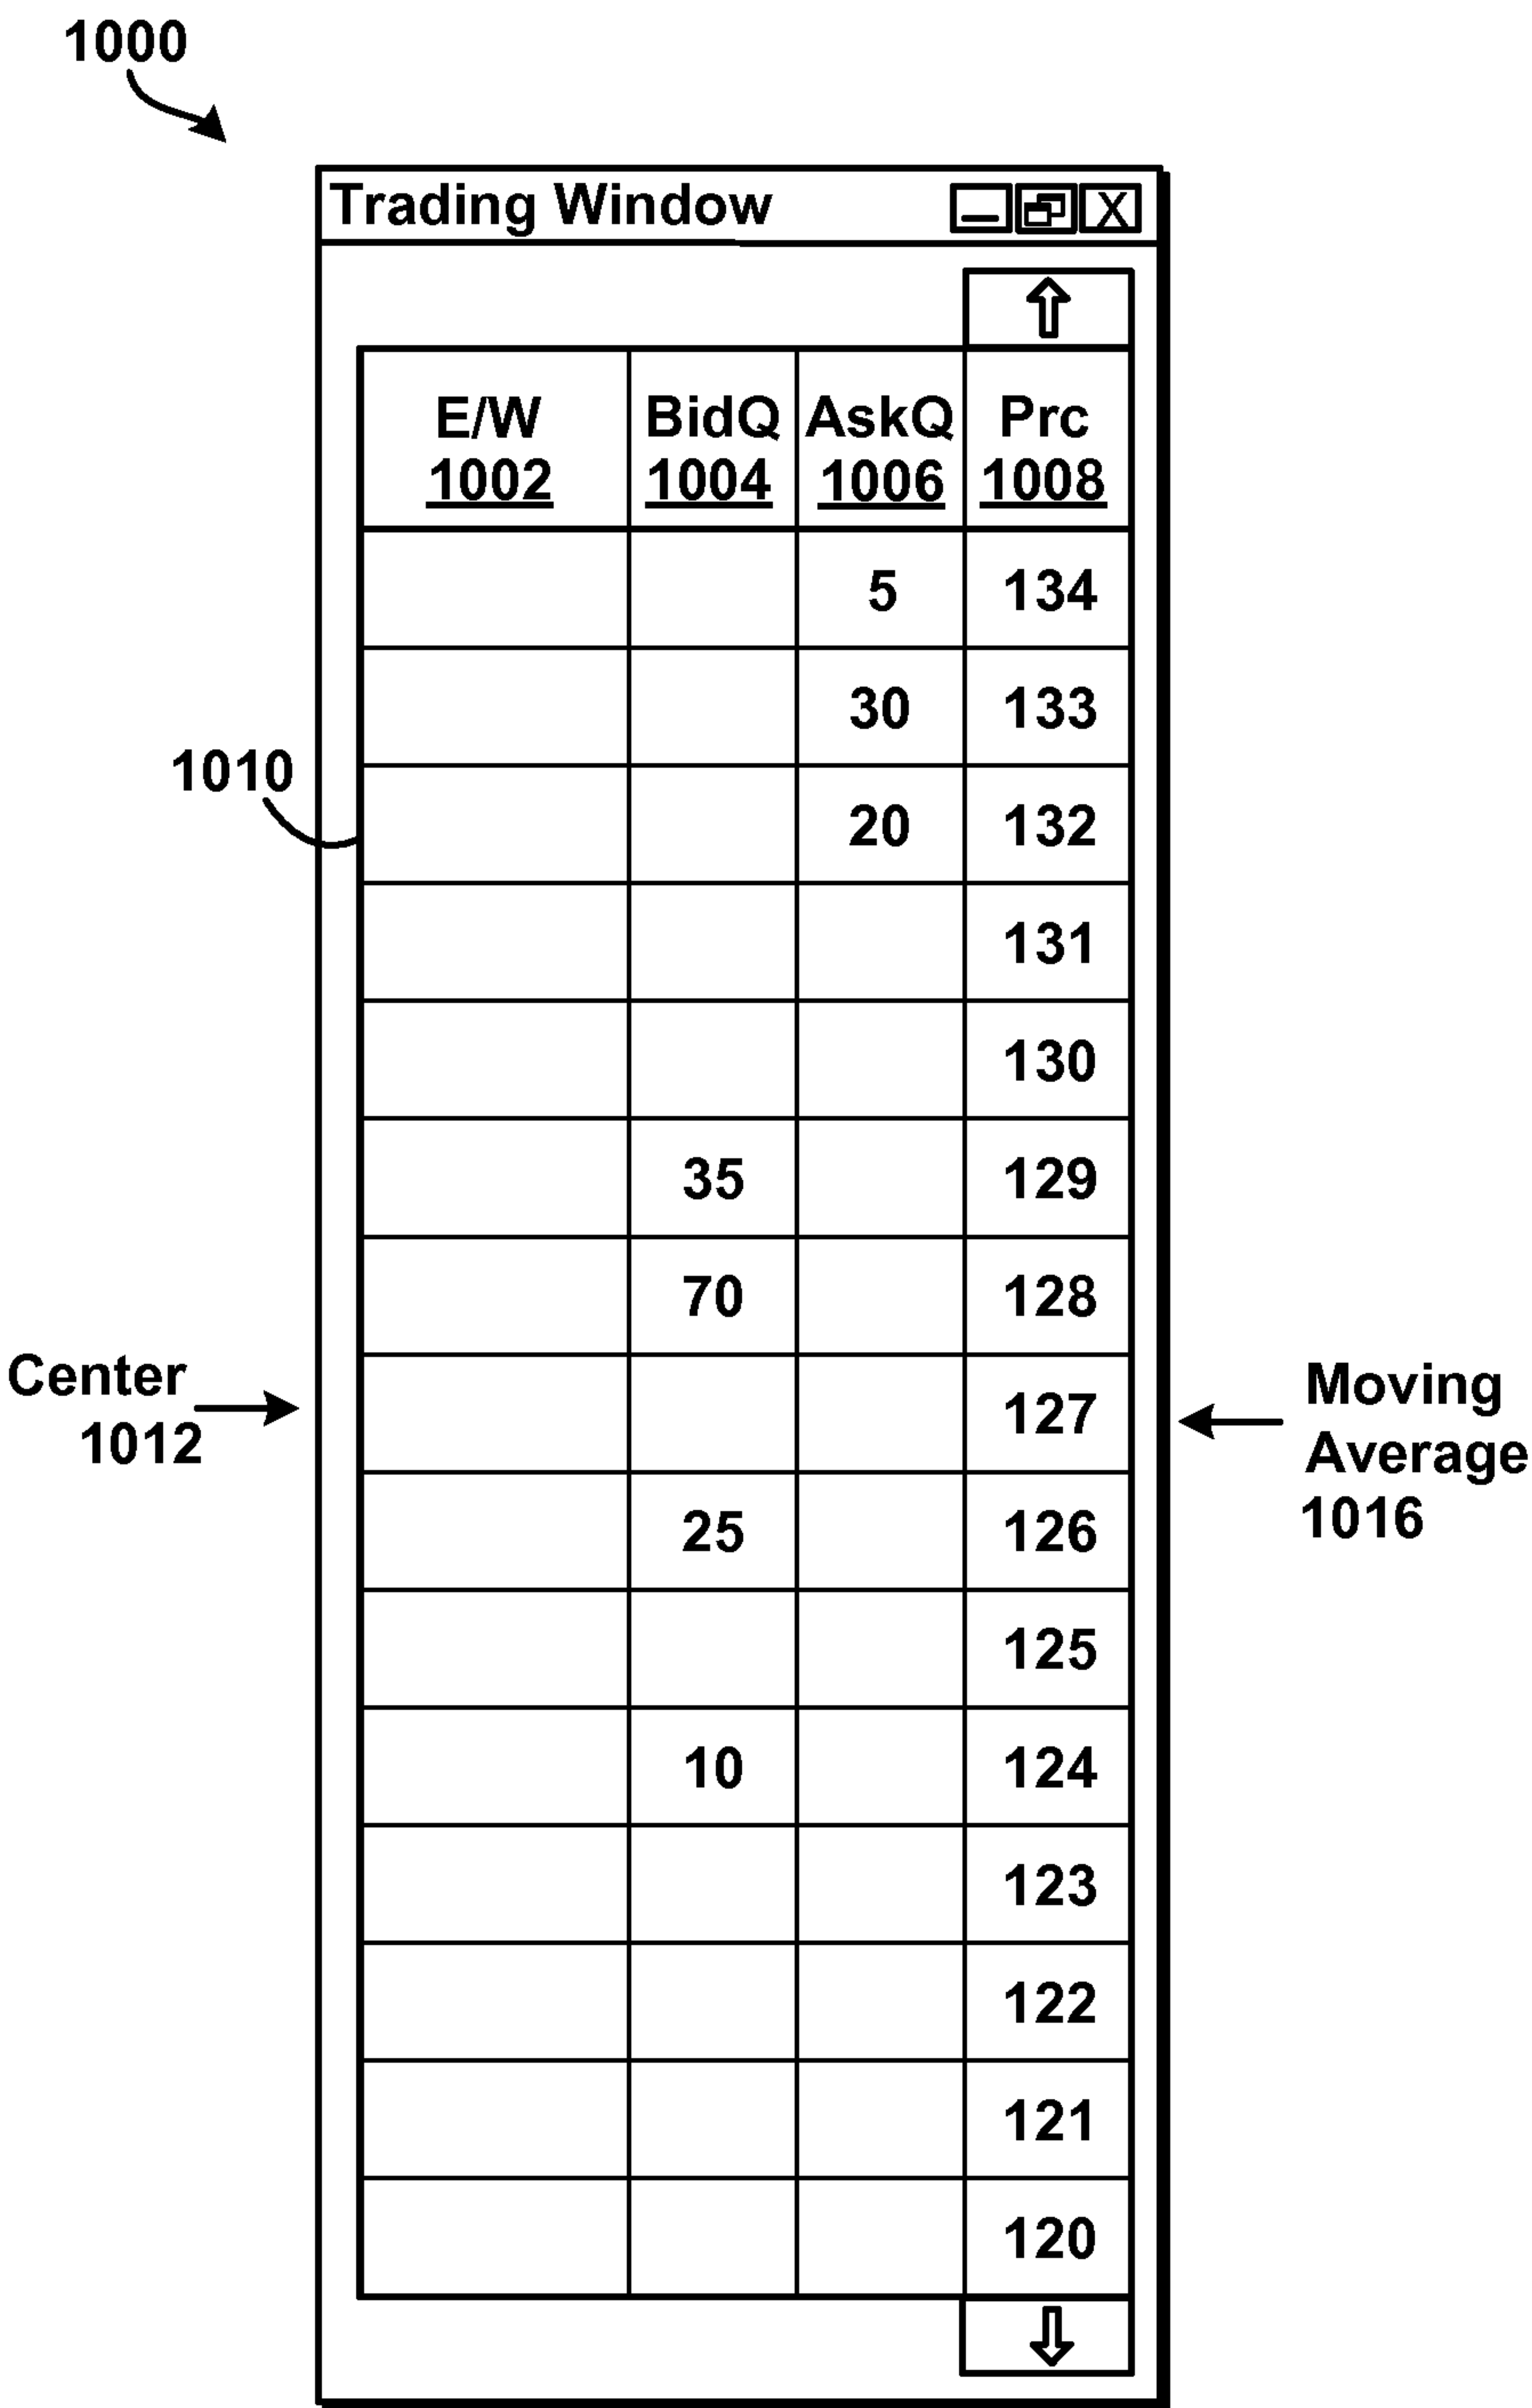 1000
Trading Window
X
E/W BidQ AskQ Prc
1002 1004 1006 1008
5 134
30 133
1010
20 132
131
130
35 129
70 128
Center
1012
127
Moving
Average
1016
25 126
125
10 124
123
122
121
120